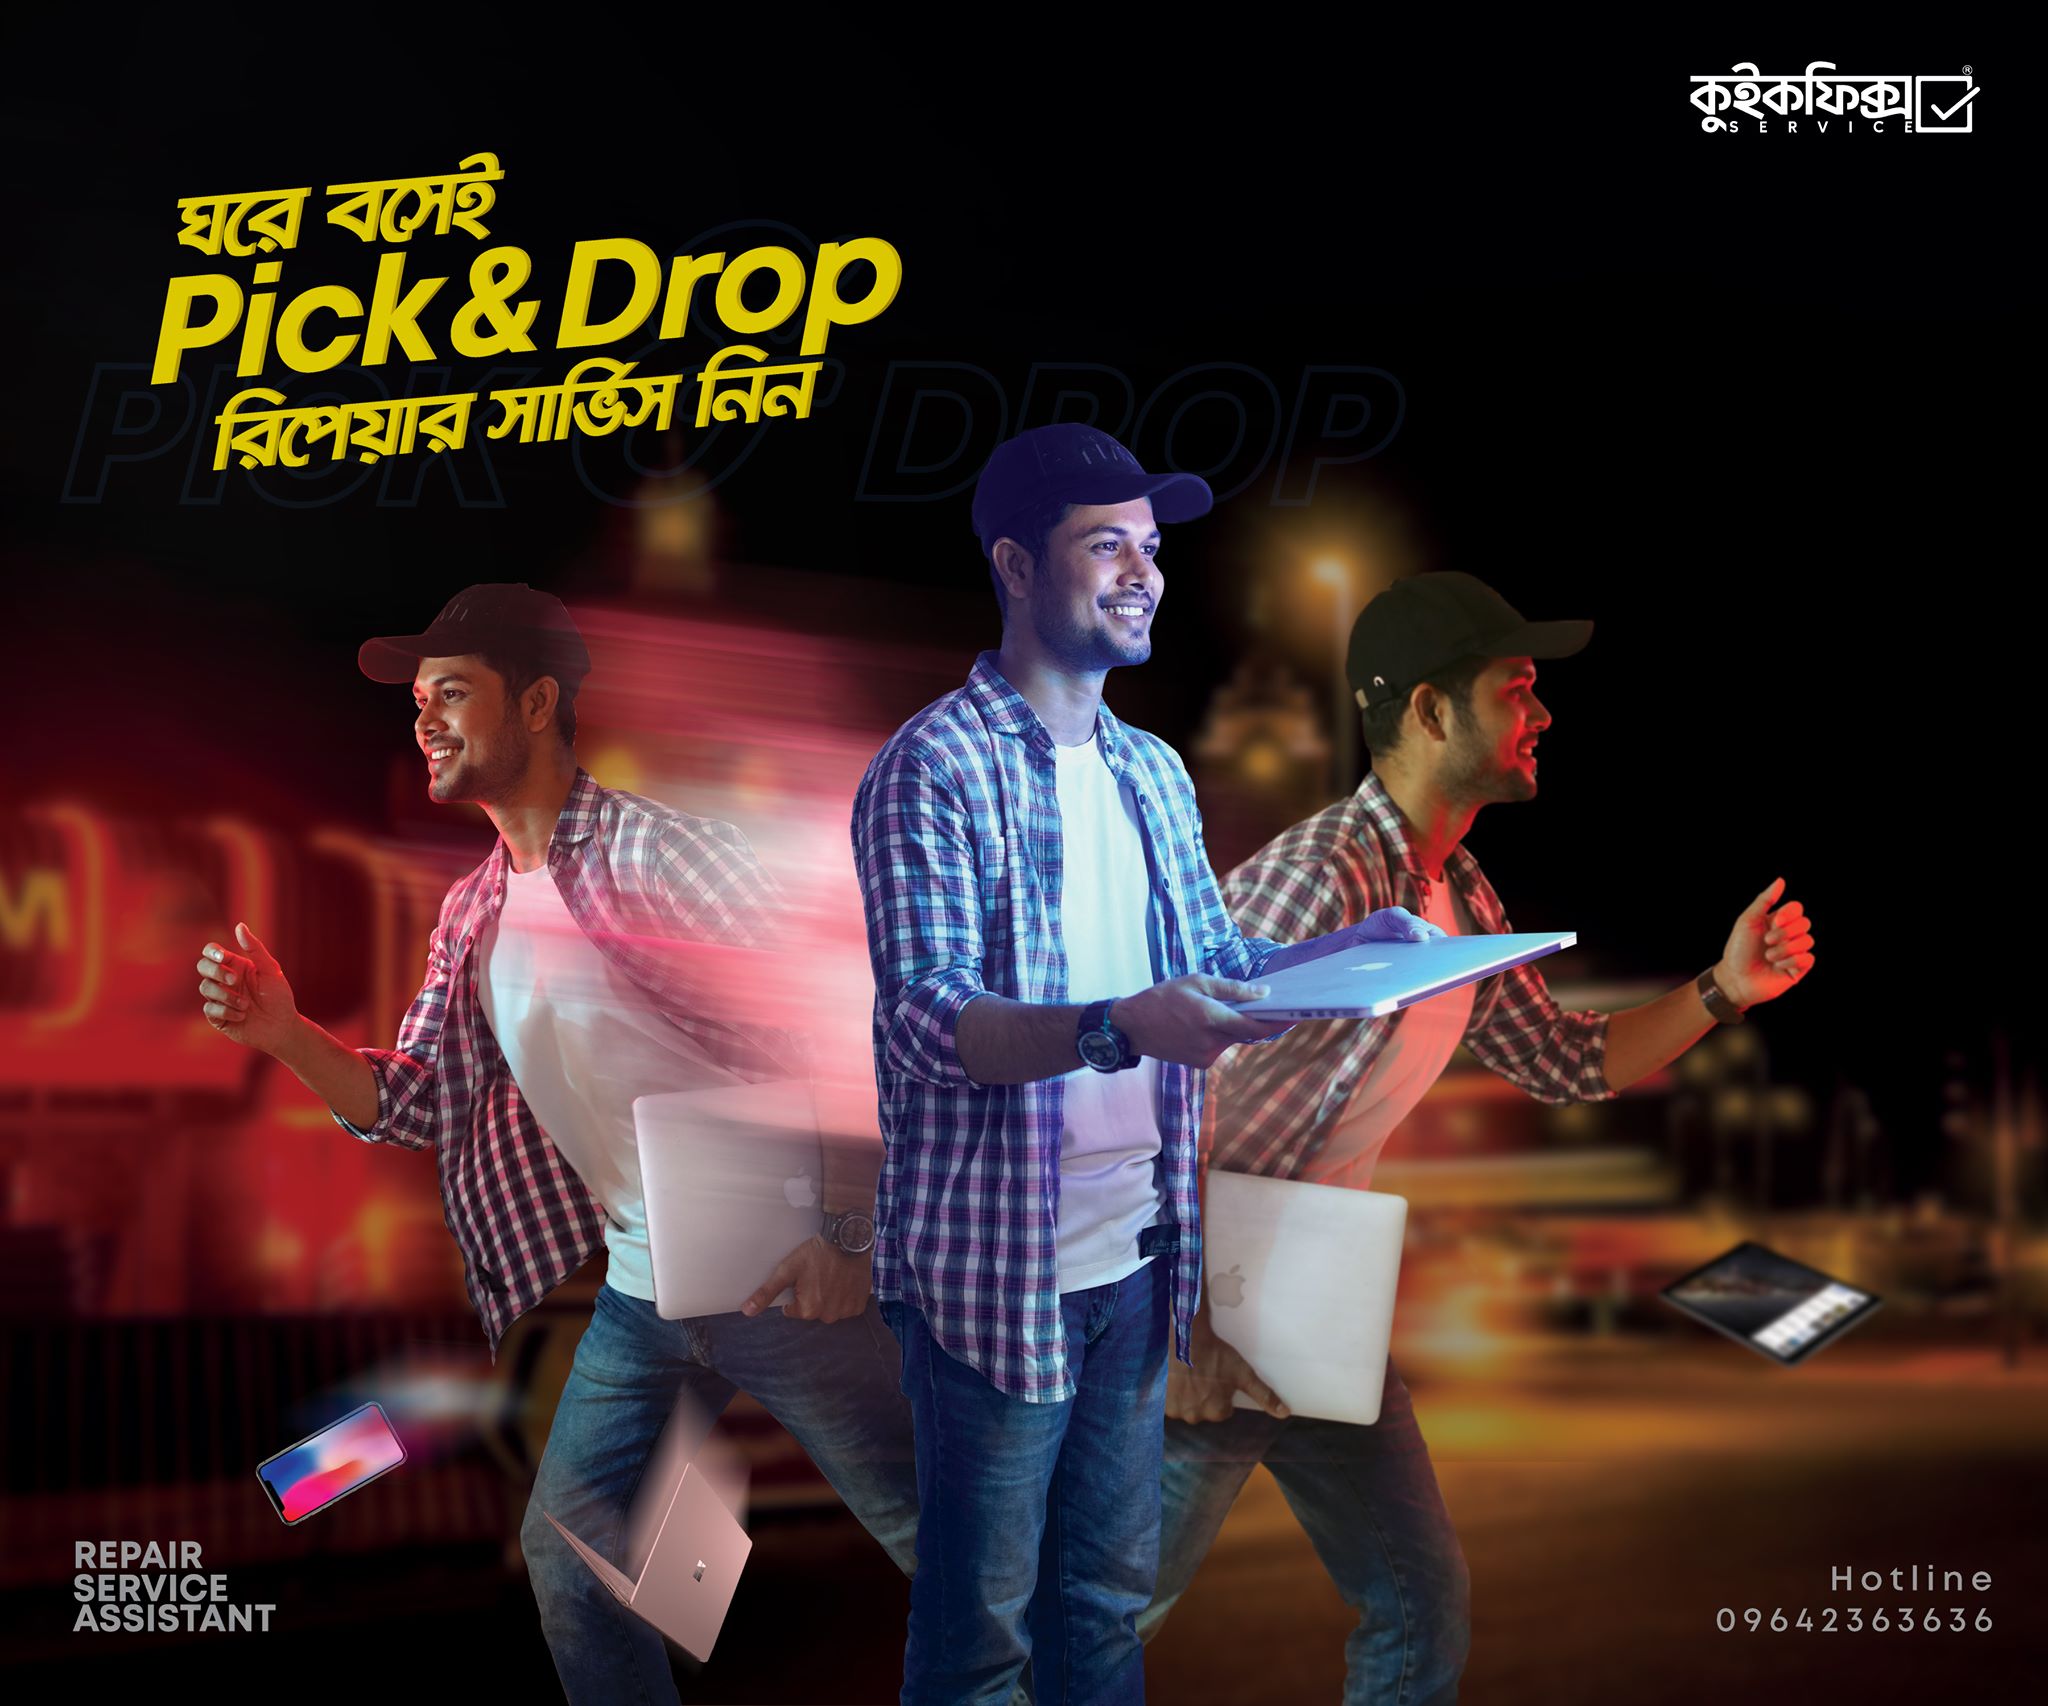 কুইকফিক্স
SERVICE
®
ঘরে বসেই
Pick & Drop
রিপেয়ার সার্ভিস নিন
PICK & DROP
M
REPAIR
SERVICE
ASSISTANT
Hotline
09642363636